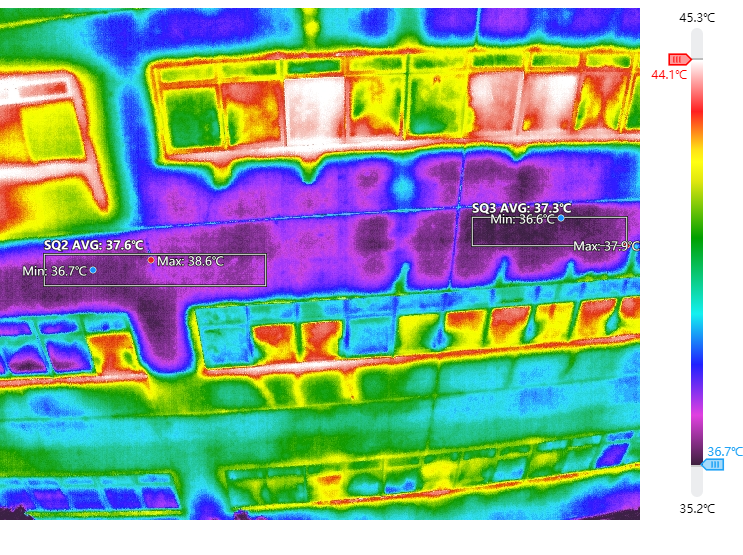 45.3℃
44.1℃
SQ3 AVG: 37.3℃
Min: 36.6℃
Max: 37.9℃
SQ2 AVG: 37.6℃
Max: 38.6℃
Min: 36.7℃
36.7℃
35.2℃